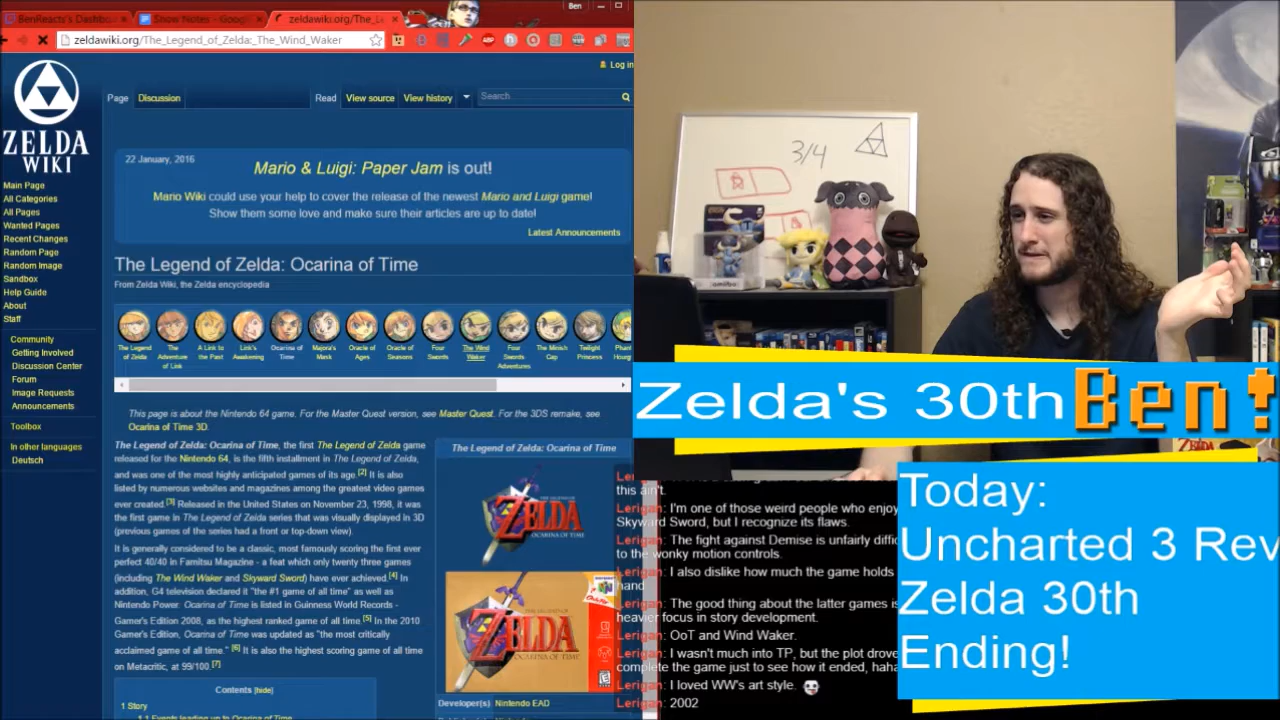 Ben
BenReacts's Dashb
Show Notes - Goog
zeldawiki.org/The_Le
zeldawiki.org/The_Legend_of_Zelda:_The_Wind_Waker
Log in
Page
Discussion
Read
View source
View history
Search
ZELDA
WIKI
Main Page
All Categories
All Pages
Wanted Pages
Recent Changes
Random Page
Random Image
Sandbox
Help Guide
About
Staff
Community
Getting Involved
Discussion Center
Forum
Image Requests
Announcements
Toolbox
In other languages
Deutsch
22 January, 2016
Mario & Luigi: Paper Jam is out!
Mario Wiki could use your help to cover the release of the newest Mario and Luigi game!
Show them some love and make sure their articles are up to date!
Latest Announcements
The Legend of Zelda: Ocarina of Time
From Zelda Wiki, the Zelda encyclopedia
The Legend of Zelda
The Adventure of Link
A Link to the Past
Link's Awakening
Ocarina of Time
Majora's Mask
Oracle of Ages
Oracle of Seasons
Four Swords
The Wind Waker
Four Swords Adventures
The Minish Cap
Twilight Princess
Phant
Hourg
This page is about the Nintendo 64 game. For the Master Quest version, see Master Quest. For the 3DS remake, see
Ocarina of Time 3D.
The Legend of Zelda: Ocarina of Time, the first The Legend of Zelda game
released for the Nintendo 64, is the fifth installment in The Legend of Zelda,
and was one of the most highly anticipated games of its age.[2] It is also
listed by numerous websites and magazines among the greatest video games
ever created.[3] Released in the United States on November 23, 1998, it was
the first game in The Legend of Zelda series that was visually displayed in 3D
(previous games of the series had a front or top-down view).
It is generally considered to be a classic, most famously scoring the first ever
perfect 40/40 in Famitsu Magazine - a feat which only twenty three games
(including The Wind Waker and Skyward Sword) have ever achieved.[4] In
addition, G4 television declared it "the #1 game of all time" as well as
Nintendo Power. Ocarina of Time is listed in Guinness World Records -
Gamer's Edition 2008, as the highest ranked game of all time.[5] In the 2010
Gamer's Edition, Ocarina of Time was updated as "the most critically
acclaimed game of all time." [6] It is also the highest scoring game of all time
on Metacritic, at 99/100.[7]
Contents [hide]
1 Story
1.1 Events leading up to Ocarina of Time
The Legend of Zelda: Ocarina of Time
ZELDA
OCARINA OF TIME
ZELDA
OCARINA OF TIME
Developer(s)
Nintendo EAD
3/4
amiibo
Zelda's 30th Ben!
this ain't.
Lerigan: I'm one of those weird people who enjoy
Skyward Sword, but I recognize its flaws.
Lerigan: The fight against Demise is unfairly diffic
to the wonky motion controls.
Lerigan: I also dislike how much the game holds
hand
Lerigan: The good thing about the latter games is
heavier focus in story development.
Lerigan: OoT and Wind Waker.
Lerigan: I wasn't much into TP, but the plot drove
complete the game just to see how it ended, haha
Lerigan: I loved WW's art style.
Lerigan: 2002
Today:
Uncharted 3 Rev
Zelda 30th
Ending!